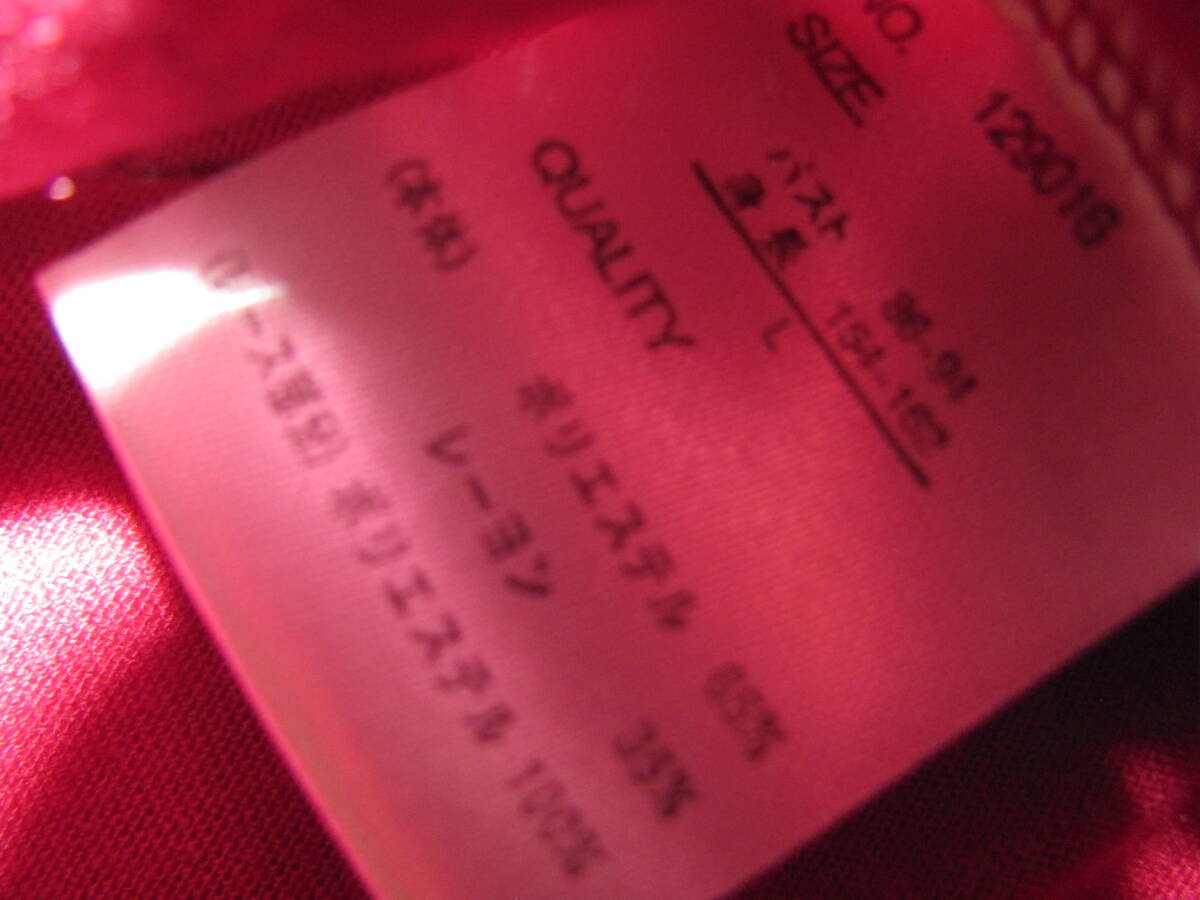 NO. 129016
SIZE
バスト 86~94
身長 154~162
L
QUALITY
(本体) ポリエステル 65%
レーヨン 35%
(レース部分) ポリエステル 100%